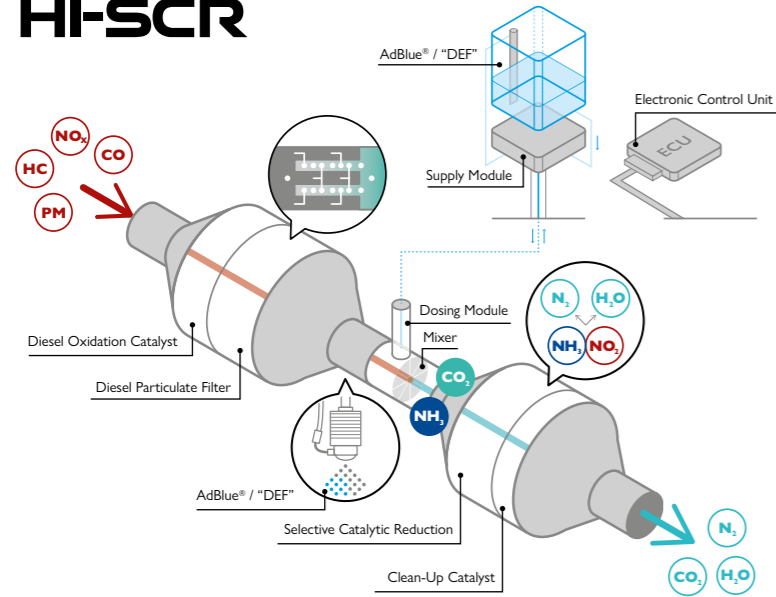 HI-SCR
AdBlue® / "DEF"
Electronic Control Unit
ECU
Supply Module
NOx
CO
HC
PM
Dosing Module
Mixer
N₂
H₂O
NH₃
NO₂
CO₂
NH₃
Diesel Oxidation Catalyst
Diesel Particulate Filter
AdBlue® / "DEF"
Selective Catalytic Reduction
Clean-Up Catalyst
N₂
CO₂
H₂O